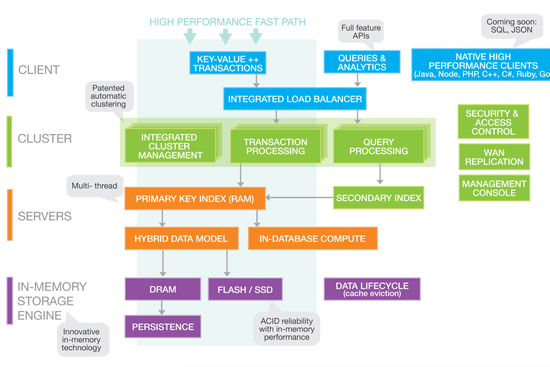 HIGH PERFORMANCE FAST PATH
Full feature
APIs
Coming soon:
SQL, JSON
CLIENT
KEY-VALUE ++
TRANSACTIONS
QUERIES &
ANALYTICS
NATIVE HIGH
PERFORMANCE CLIENTS
(Java, Node, PHP, C++, C#, Ruby, Go
Patented
automatic
clustering
INTEGRATED LOAD BALANCER
CLUSTER
INTEGRATED
CLUSTER
MANAGEMENT
TRANSACTION
PROCESSING
QUERY
PROCESSING
SECURITY &
ACCESS
CONTROL
WAN
REPLICATION
MANAGEMENT
CONSOLE
Multi- thread
SERVERS
PRIMARY KEY INDEX (RAM)
SECONDARY INDEX
HYBRID DATA MODEL
IN-DATABASE COMPUTE
IN-MEMORY
STORAGE
ENGINE
DRAM
FLASH / SSD
DATA LIFECYCLE
(cache eviction)
PERSISTENCE
Innovative
in-memory
technology
ACID reliability
with in-memory
performance